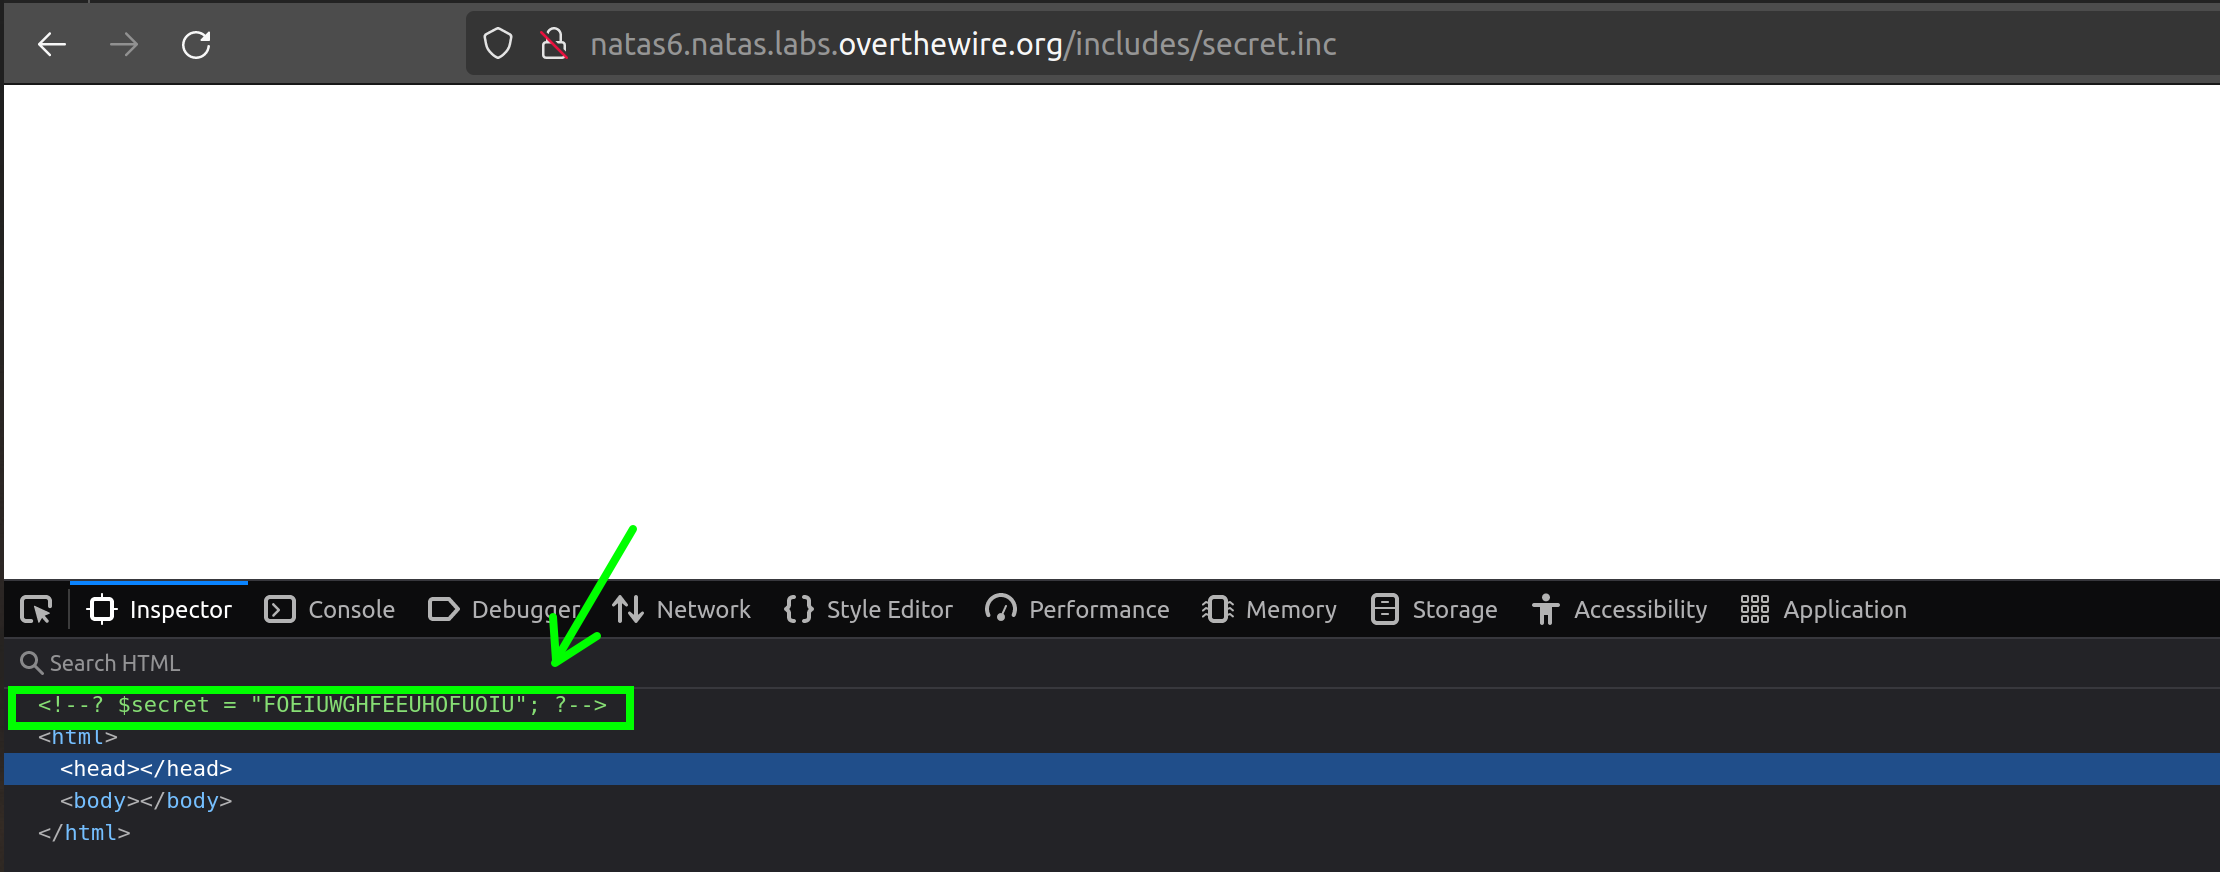 natas6.natas.labs.overthewire.org/includes/secret.inc
Inspector Console Debugger Network Style Editor Performance Memory Storage Accessibility Application
Search HTML
<!--? $secret = "FOEIUWGHFEEUHOFUOIU"; ?-->
<html>
<head></head>
<body></body>
</html>